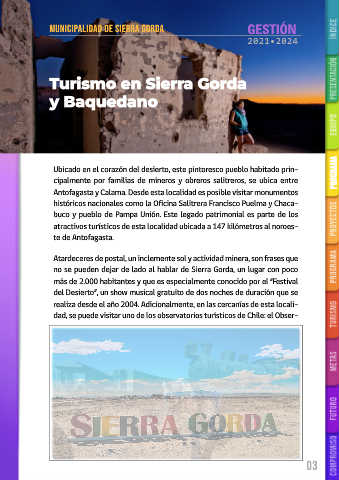 MUNICIPALIDAD DE SIERRA GORDA
GESTIÓN
2021•2024
Turismo en Sierra Gorda
y Baquedano
Ubicado en el corazón del desierto, este pintoresco pueblo habitado prin-
cipalmente por familias de mineros y obreros salitreros, se ubica entre
Antofagasta y Calama. Desde esta localidad es posible visitar monumentos
históricos nacionales como la Oficina Salitrera Francisco Puelma y Chaca-
buco y pueblo de Pampa Unión. Este legado patrimonial es parte de los
atractivos turísticos de esta localidad ubicada a 147 kilómetros al noroes-
te de Antofagasta.
Atardeceres de postal, un inclemente sol y actividad minera, son frases que
no se pueden dejar de lado al hablar de Sierra Gorda, un lugar con poco
más de 2.000 habitantes y que es especialmente conocido por el “Festival
del Desierto”, un show musical gratuito de dos noches de duración que se
realiza desde el año 2004. Adicionalmente, en las cercanías de esta locali-
dad, se puede visitar uno de los observatorios turísticos de Chile: el Obser-
SIERRA GORDA
03
ÍNDICE
PRESENTACIÓN
EQUIPO
PROGRAMA
PROYECTOS
PROGRAMA
TURISMO
METAS
FUTURO
COMPROMISO